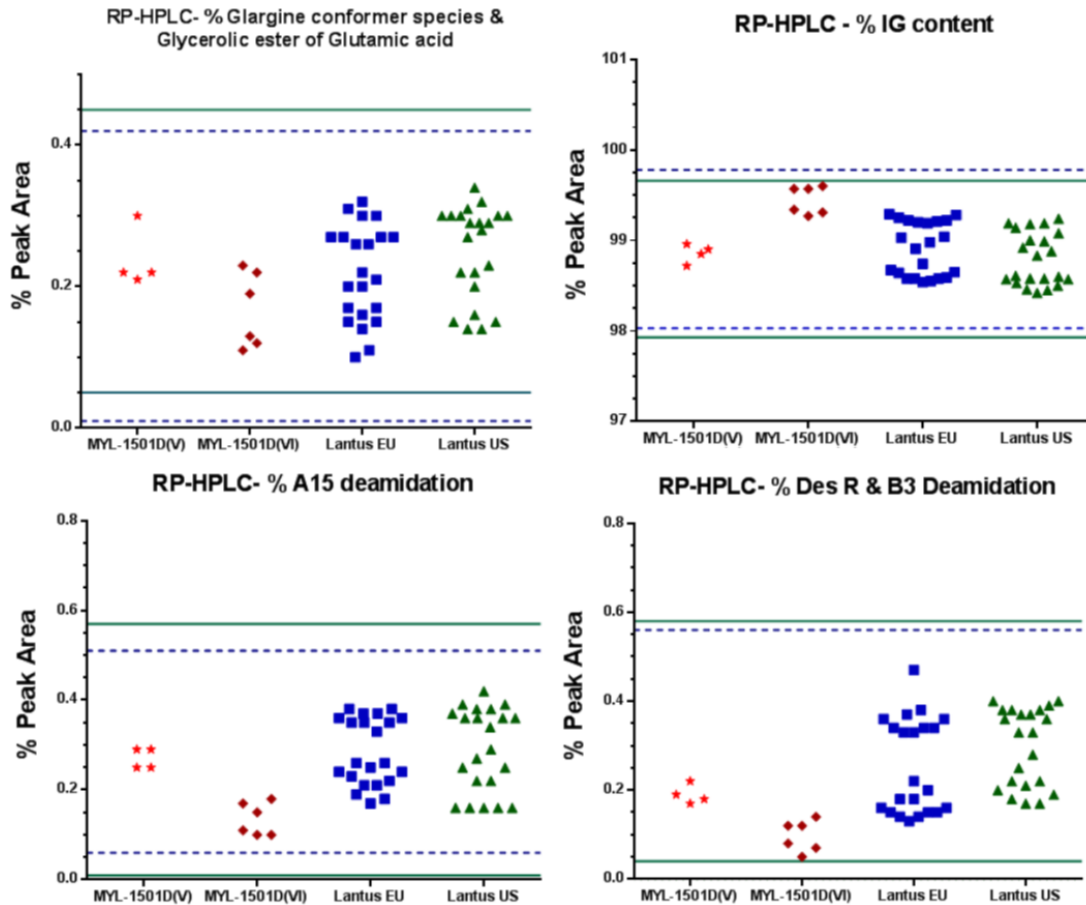 RP-HPLC- % Glargine conformer species &
Glycerolic ester of Glutamic acid
% Peak Area
0.4
0.2
0.0
MYL-1501D(V) MYL-1501D(VI) Lantus EU Lantus US
RP-HPLC - % IG content
% Peak Area
101
100
99
98
97
MYL-1501D(V) MYL-1501D(VI) Lantus EU Lantus US
RP-HPLC- % A15 deamidation
% Peak Area
0.8
0.6
0.4
0.2
0.0
MYL-1501D(V) MYL-1501D(VI) Lantus EU Lantus US
RP-HPLC- % Des R & B3 Deamidation
% Peak Area
0.8
0.6
0.4
0.2
0.0
MYL-1501D(V) MYL-1501D(VI) Lantus EU Lantus US